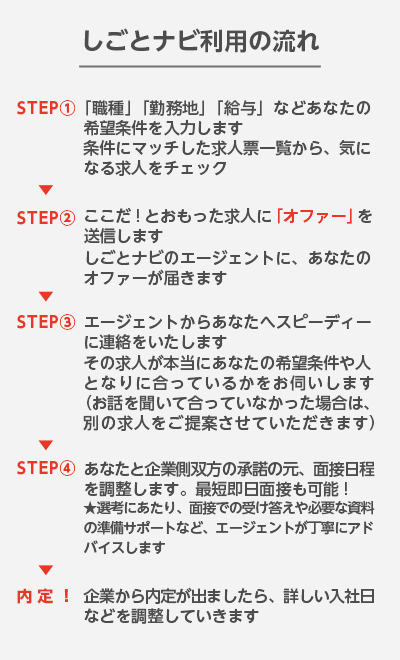 しごとナビ利用の流れ
STEP① 「職種」「勤務地」「給与」などあなたの
希望条件を入力します
条件にマッチした求人票一覧から、気に
なる求人をチェック
STEP② ここだ！とおもった求人に「オファー」を
送信します
しごとナビのエージェントに、あなたの
オファーが届きます
STEP③ エージェントからあなたへスピーディー
に連絡をいたします
その求人が本当にあなたの希望条件や人
となりに合っているかをお伺いします
（お話を聞いて合っていなかった場合は、
別の求人をご提案させていただきます）
STEP④ あなたと企業側双方の承諾の元、面接日程
を調整します。最短即日面接も可能！
★選考にあたり、面接での受け答えや必要な資料
の準備サポートなど、エージェントが丁寧にアド
バイスします
内定！ 企業から内定が出ましたら、詳しい入社日
などを調整していきます